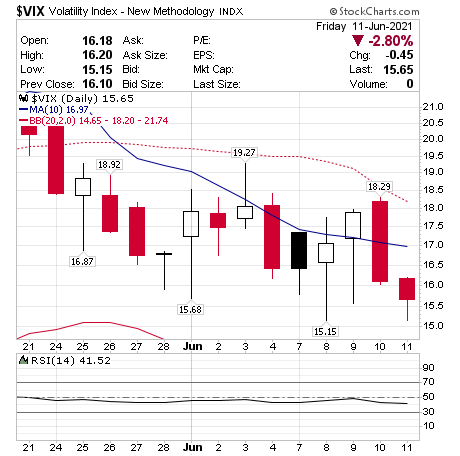 $VIX Volatility Index - New Methodology INDX © StockCharts.com
Friday 11-Jun-2021
Open: 16.18 Ask: P/E: ▼ -2.80%
High: 16.20 Ask Size: EPS: Chg: -0.45
Low: 15.15 Bid: Mkt Cap: Last: 15.65
Prev Close: 16.10 Bid Size: Last Size: Volume: 0
$VIX (Daily) 15.65
MA(10) 16.97
BB(20,2.0) 14.65 - 18.20 - 21.74
21.0
20.5
20.0
19.5
19.0
18.5
18.0
17.5
17.0
16.5
16.0
15.5
15.0
18.92
19.27
18.29
16.87
15.68
15.15
21 24 25 26 27 28 Jun 2 3 4 7 8 9 10 11
RSI(14) 41.52
90
70
50
30
10
21 24 25 26 27 28 Jun 2 3 4 7 8 9 10 11